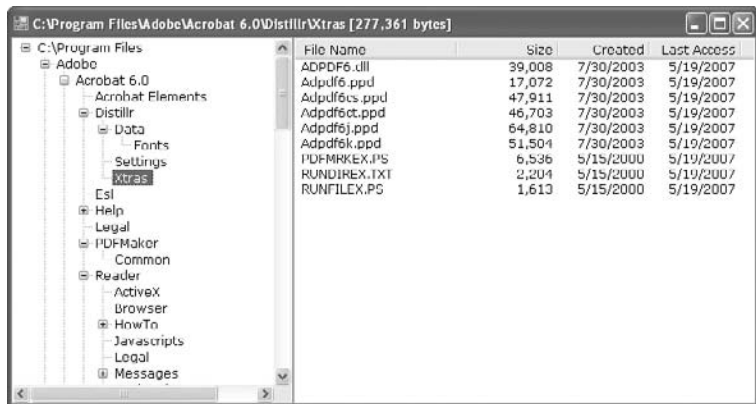 C:\Program Files\Adobe\Acrobat 6.0\Distillr\Xtras [277,361 bytes]
C:\Program Files
Adobe
Acrobat 6.0
Acrobat Elements
Distillr
Data
Fonts
Settings
Xtras
Esl
Help
Legal
PDFMaker
Common
Reader
ActiveX
Browser
HowTo
Javascripts
Legal
Messages
File Name Size Created Last Access
ADPDF6.dll 39,008 7/30/2003 5/19/2007
Adpdf6.ppd 17,072 7/30/2003 5/19/2007
Adpdf6cs.ppd 47,911 7/30/2003 5/19/2007
Adpdf6ct.ppd 46,703 7/30/2003 5/19/2007
Adpdf6j.ppd 64,810 7/30/2003 5/19/2007
Adpdf6k.ppd 51,504 7/30/2003 5/19/2007
PDFMRKEX.PS 6,536 5/15/2000 5/19/2007
RUNDIREX.TXT 2,204 5/15/2000 5/19/2007
RUNFILEX.PS 1,613 5/15/2000 5/19/2007